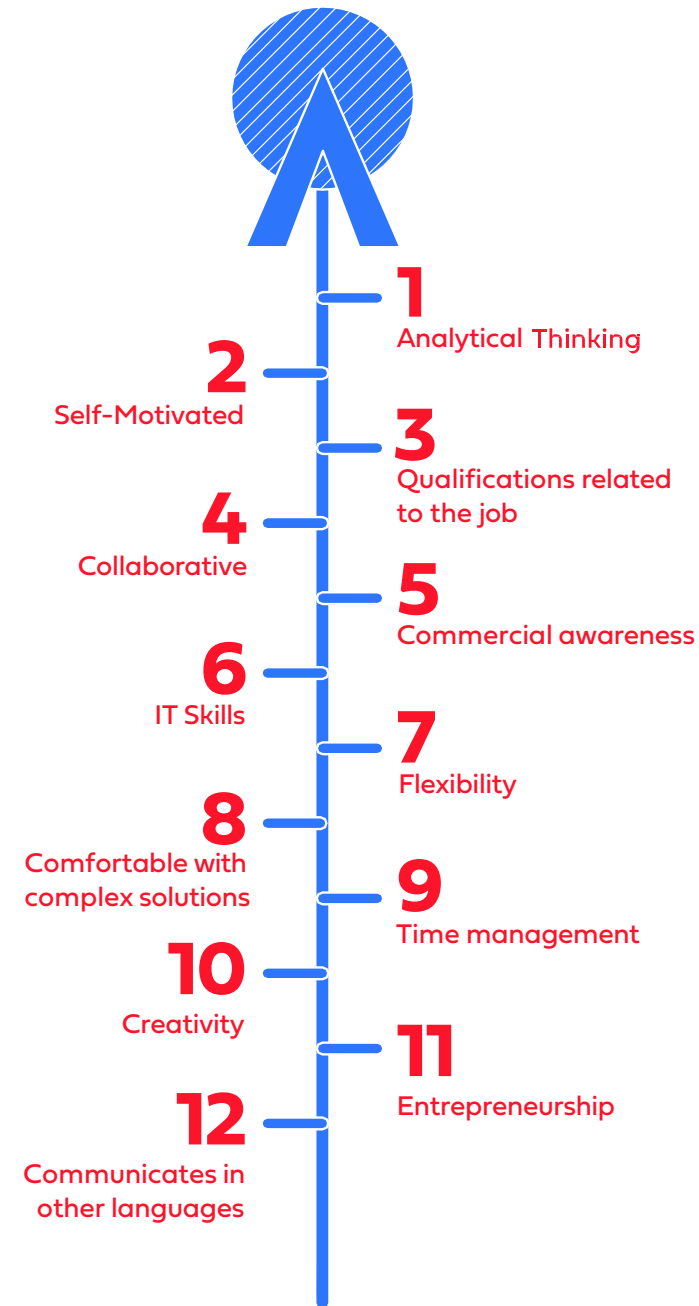 1
Analytical Thinking
2
Self-Motivated
3
Qualifications related
to the job
4
Collaborative
5
Commercial awareness
6
IT Skills
7
Flexibility
8
Comfortable with
complex solutions
9
Time management
10
Creativity
11
Entrepreneurship
12
Communicates in
other languages